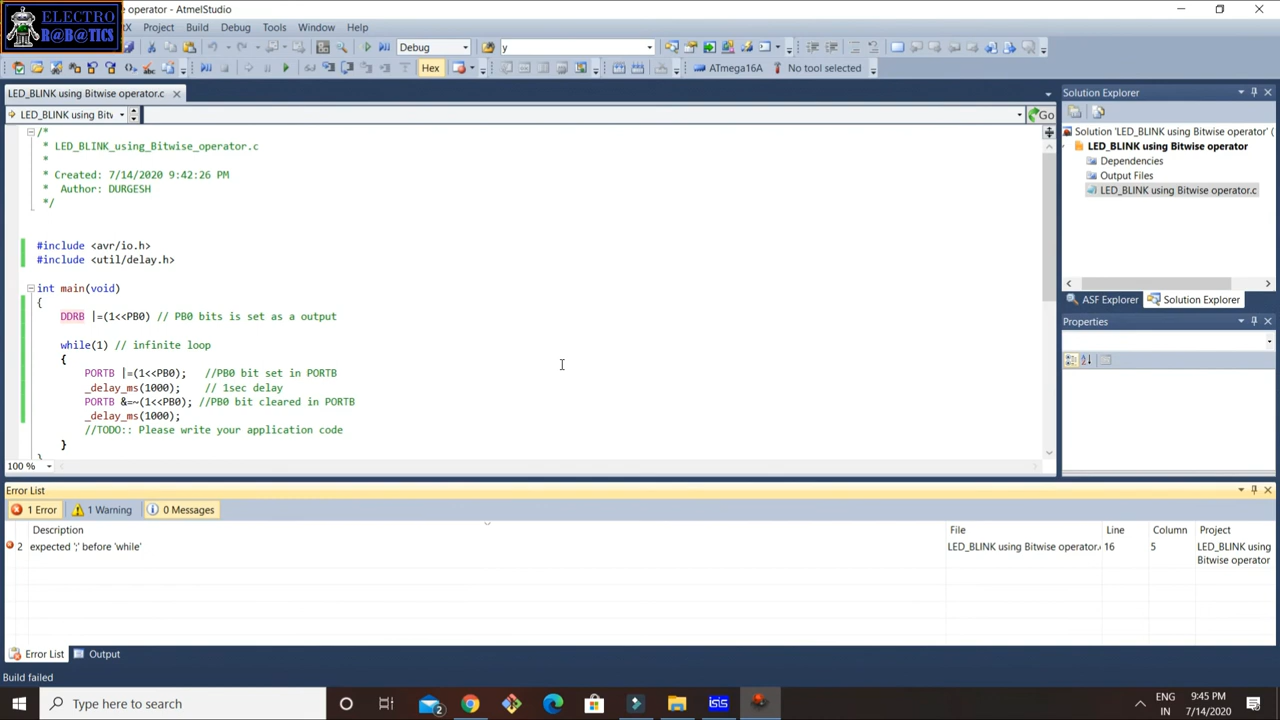 ELECTRO
R@B@TICS
operator - AtmelStudio
X Project Build Debug Tools Window Help
Debug y
Hex ATmega16A No tool selected
LED_BLINK using Bitwise operator.c
LED_BLINK using Bitw
Go
/*
* LED_BLINK_using_Bitwise_operator.c
*
* Created: 7/14/2020 9:42:26 PM
* Author: DURGESH
*/
#include <avr/io.h>
#include <util/delay.h>
int main(void)
{
DDRB |=(1<<PB0) // PB0 bits is set as a output
while(1) // infinite loop
{
PORTB |=(1<<PB0); //PB0 bit set in PORTB
_delay_ms(1000); // 1sec delay
PORTB &=~(1<<PB0); //PB0 bit cleared in PORTB
_delay_ms(1000);
//TODO:: Please write your application code
}
}
100 %
Solution Explorer
Solution 'LED_BLINK using Bitwise operator' (1
LED_BLINK using Bitwise operator
Dependencies
Output Files
LED_BLINK using Bitwise operator.c
ASF Explorer Solution Explorer
Properties
Error List
1 Error 1 Warning 0 Messages
Description File Line Column Project
2 expected ';' before 'while' LED_BLINK using Bitwise operator. 16 5 LED_BLINK using
Bitwise operator
Error List Output
Build failed
Type here to search
2
isis
ENG
IN
9:45 PM
7/14/2020